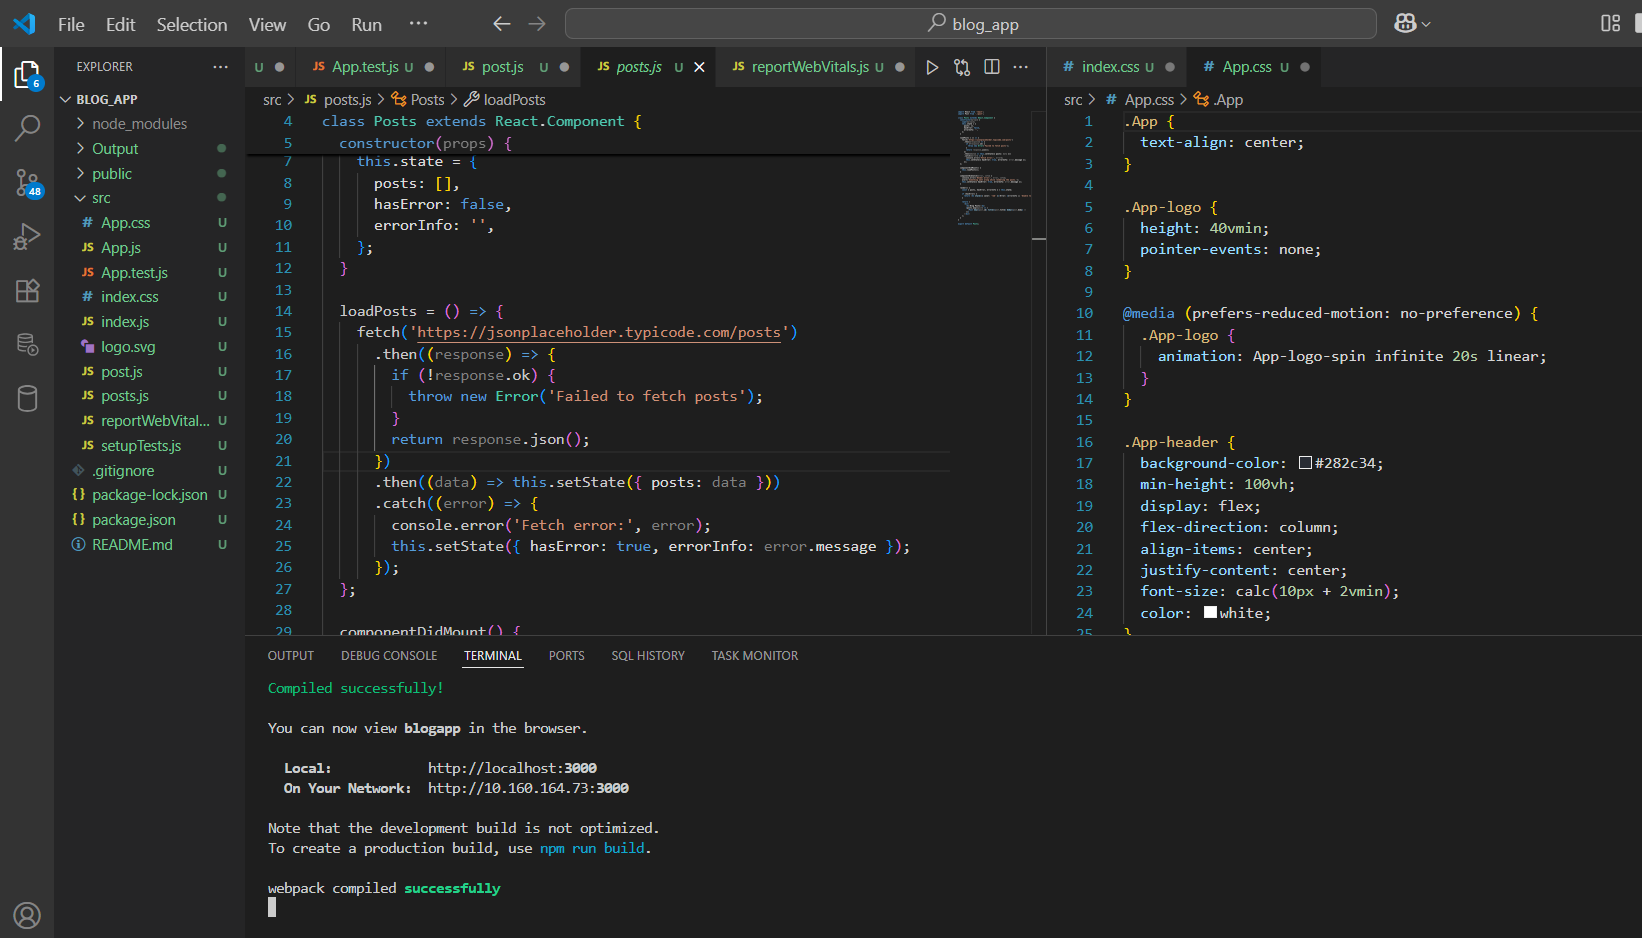 File Edit Selection View Go Run ···
blog_app
EXPLORER ···
BLOG_APP
node_modules
Output
public
src
# App.css U
JS App.js U
JS App.test.js U
# index.css U
JS index.js U
logo.svg U
JS post.js U
JS posts.js U
JS reportWebVital... U
JS setupTests.js U
.gitignore U
{} package-lock.json U
{} package.json U
README.md U
6
48
U JS App.test.js U JS post.js U JS posts.js U JS reportWebVitals.js U ···
src > JS posts.js > Posts > loadPosts
4 class Posts extends React.Component {
5 constructor(props) {
7 this.state = {
8 posts: [],
9 hasError: false,
10 errorInfo: '',
11 };
12 }
13
14 loadPosts = () => {
15 fetch('https://jsonplaceholder.typicode.com/posts')
16 .then((response) => {
17 if (!response.ok) {
18 throw new Error('Failed to fetch posts');
19 }
20 return response.json();
21 })
22 .then((data) => this.setState({ posts: data }))
23 .catch((error) => {
24 console.error('Fetch error:', error);
25 this.setState({ hasError: true, errorInfo: error.message });
26 });
27 };
28
29 componentDidMount() {
# index.css U # App.css U
src > # App.css > .App
1 .App {
2 text-align: center;
3 }
4
5 .App-logo {
6 height: 40vmin;
7 pointer-events: none;
8 }
9
10 @media (prefers-reduced-motion: no-preference) {
11 .App-logo {
12 animation: App-logo-spin infinite 20s linear;
13 }
14 }
15
16 .App-header {
17 background-color: #282c34;
18 min-height: 100vh;
19 display: flex;
20 flex-direction: column;
21 align-items: center;
22 justify-content: center;
23 font-size: calc(10px + 2vmin);
24 color: white;
25 }
OUTPUT DEBUG CONSOLE TERMINAL PORTS SQL HISTORY TASK MONITOR
Compiled successfully!
You can now view blogapp in the browser.
Local: http://localhost:3000
On Your Network: http://10.160.164.73:3000
Note that the development build is not optimized.
To create a production build, use npm run build.
webpack compiled successfully